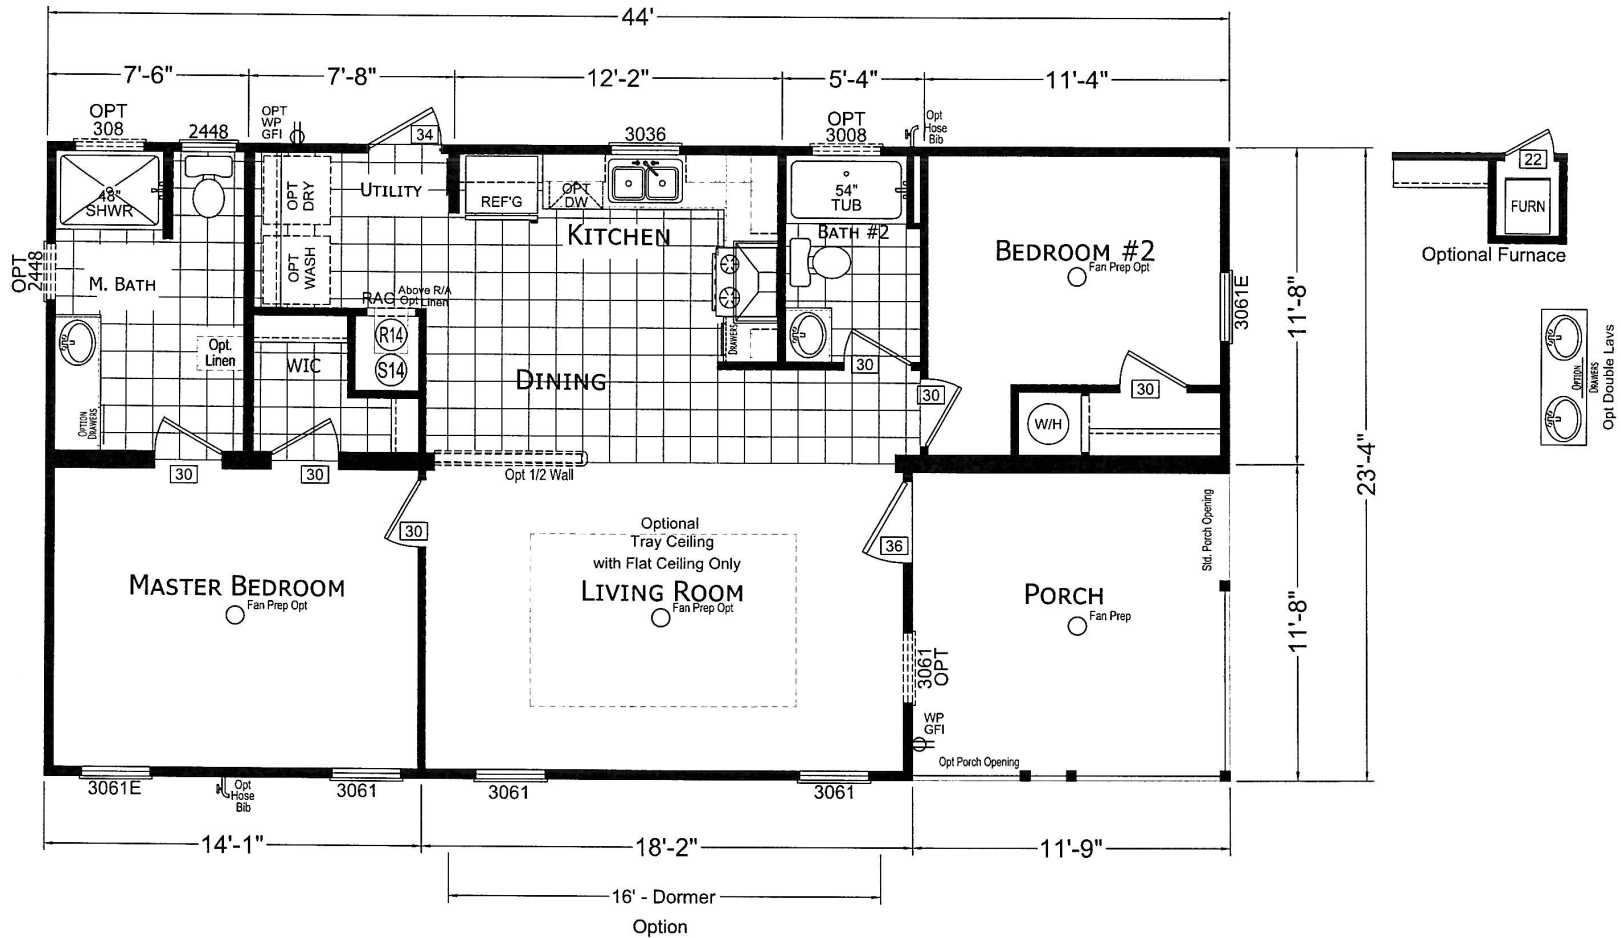 44'
7'-6"
7'-8"
12'-2"
5'-4"
11'-4"
OPT
308
2448
OPT
WP
GFI
34
3036
OPT
3008
Opt
Hose
Bib
22
FURN
Optional Furnace
48"
SHWR
OPT
DRY
UTILITY
REF'G
OPT
DW
54"
TUB
KITCHEN
BATH #2
BEDROOM #2
Fan Prep Opt
OPT
2448
M. BATH
OPT
WASH
RAG
Above R/A
Opt Linen
3061E
11'-8"
R14
S14
Opt.
Linen
WIC
DRAWERS
DINING
30
30
30
W/H
OPTION
DRAWERS
OPTION
DRAWERS
Opt Double Lavs
23'-4"
30
30
Opt 1/2 Wall
30
36
Optional
Tray Ceiling
with Flat Ceiling Only
LIVING ROOM
Fan Prep Opt
MASTER BEDROOM
Fan Prep Opt
PORCH
Fan Prep
Std. Porch Opening
11'-8"
3061
OPT
WP
GFI
Opt Porch Opening
3061E
Opt
Hose
Bib
3061
3061
3061
14'-1"
18'-2"
11'-9"
16' - Dormer
Option